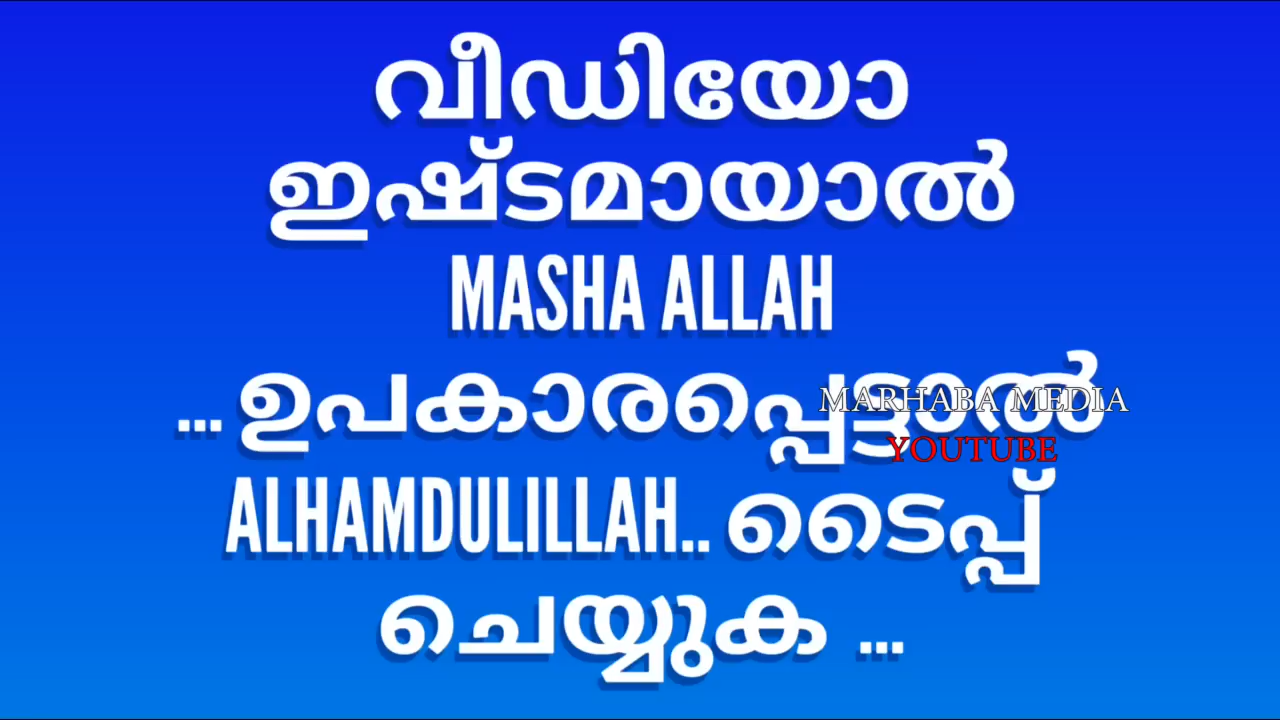 വീഡിയോ
ഇഷ്ടമായാൽ
MASHA ALLAH
... ഉപകാരപ്പെട്ടാൽ
MARHABA MEDIA
YOUTUBE
ALHAMDULILLAH.. ടൈപ്പ്
ചെയ്യുക ...